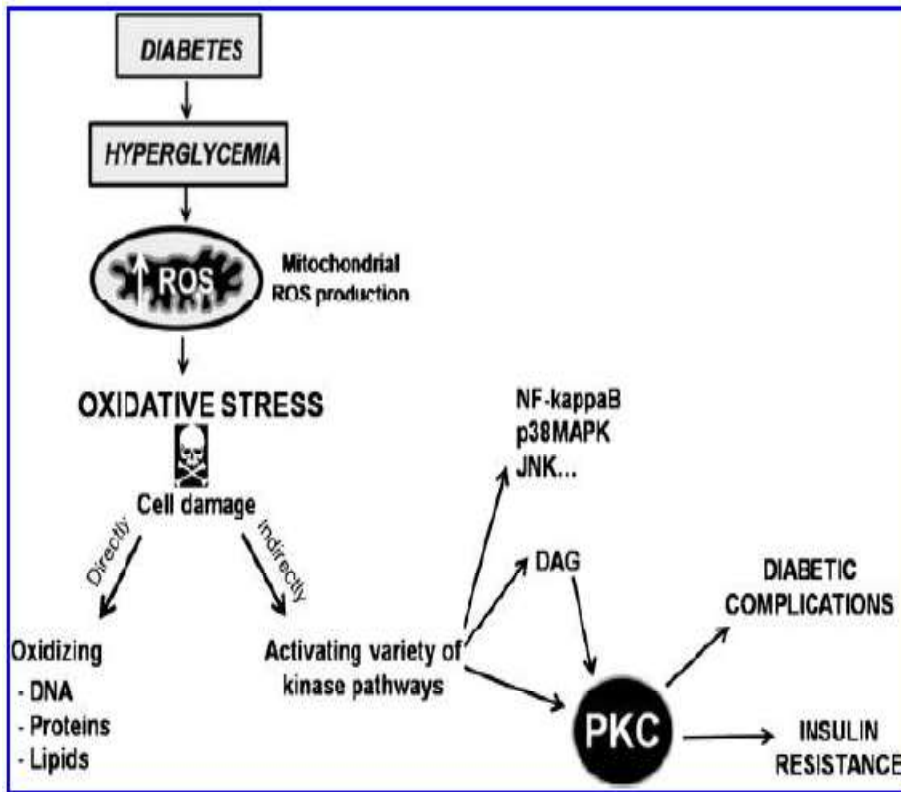 DIABETES
HYPERGLYCEMIA
ROS
Mitochondrial
ROS production
OXIDATIVE STRESS
Cell damage
Directly
Indirectly
Oxidizing
- DNA
- Proteins
- Lipids
Activating variety of
kinase pathways
NF-kappaB
p38MAPK
JNK...
DAG
PKC
DIABETIC
COMPLICATIONS
INSULIN
RESISTANCE